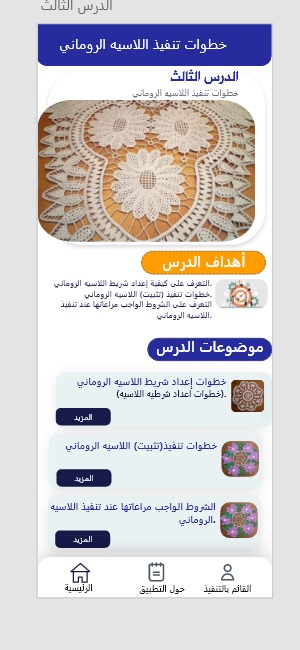 الدرس الثالث
خطوات تنفيذ اللاسيه الروماني
الدرس الثالث
خطوات تنفيذ اللاسيه الروماني
أهداف الدرس
.التعرف على كيفية إعداد شريط اللاسيه الروماني
.خطوات تنفيذ (تثبيت) اللاسيه الروماني
التعرف على الشروط الواجب مراعاتها عند تنفيذ
.اللاسيه الروماني
موضوعات الدرس
خطوات إعداد شريط اللاسيه الروماني
.(خطوات أعداد شرطيه اللاسيه)
المزيد
خطوات تنفيذ(تثبيت) اللاسيه الروماني
المزيد
الشروط الواجب مراعاتها عند تنفيذ اللاسيه
.الروماني
المزيد
القائم بالتنفيذ
حول التطبيق
الرئيسية